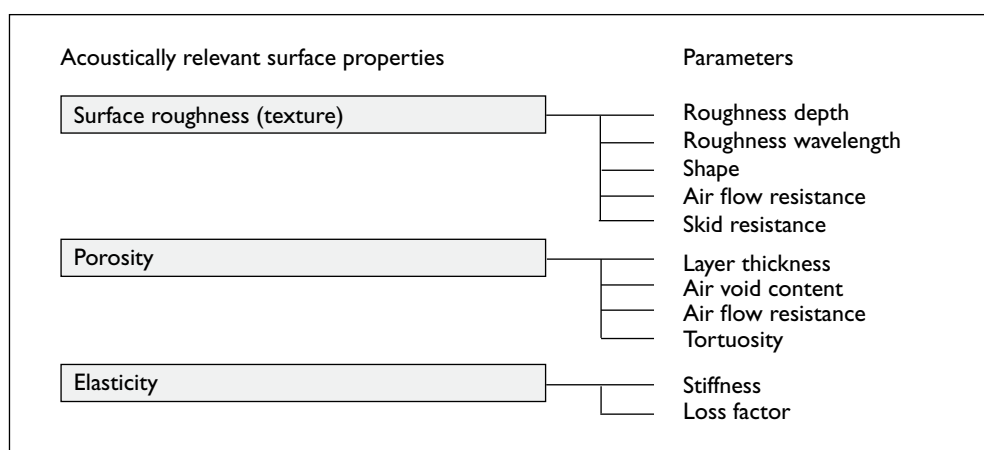 Acoustically relevant surface properties Parameters
Surface roughness (texture) Roughness depth
Roughness wavelength
Shape
Air flow resistance
Skid resistance
Porosity Layer thickness
Air void content
Air flow resistance
Tortuosity
Elasticity Stiffness
Loss factor